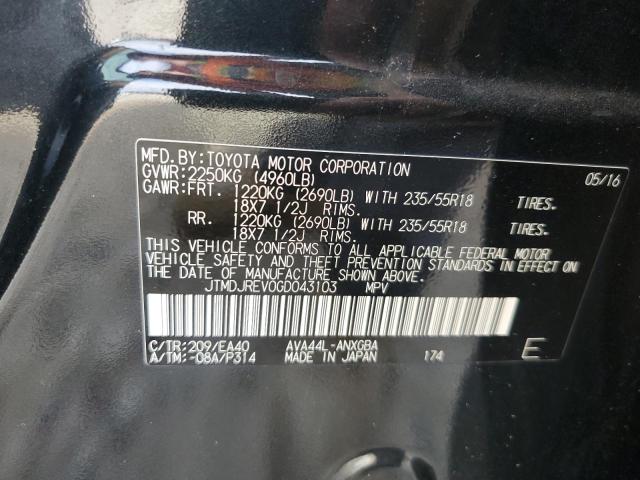 MFD.BY:TOYOTA MOTOR CORPORATION 05/16
GVWR:2250KG (4960LB)
GAWR:FRT. 1220KG (2690LB) WITH 235/55R18 TIRES.
18X7 1/2J RIMS.
RR. 1220KG (2690LB) WITH 235/55R18 TIRES.
18X7 1/2J RIMS.
THIS VEHICLE CONFORMS TO ALL APPLICABLE FEDERAL MOTOR
VEHICLE SAFETY AND THEFT PREVENTION STANDARDS IN EFFECT ON
THE DATE OF MANUFACTURE SHOWN ABOVE.
JTMDJREV0GD043103 MPV
C/TR:209/EA40 AVA44L-ANXGBA
A/TM:-08A/P314 MADE IN JAPAN 174 E